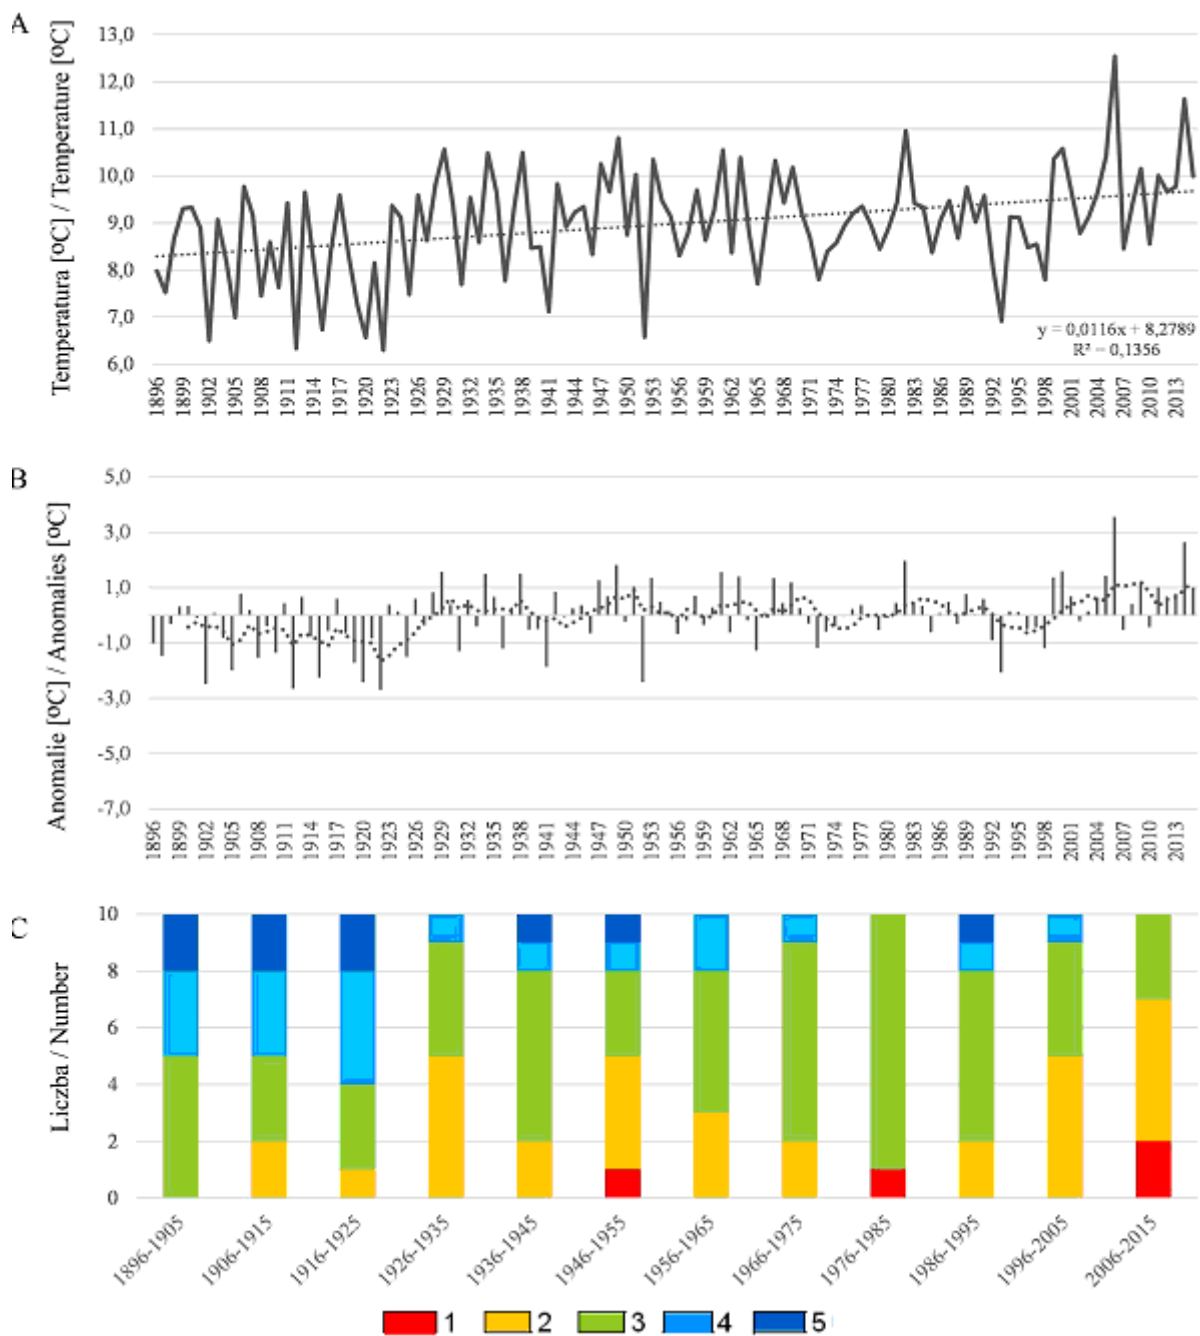 A
Temperatura [ºC] / Temperature [ºC]
13,0
12,0
11,0
10,0
9,0
8,0
7,0
6,0
y = 0,0116x + 8,2789
R² = 0,1356
1896 1899 1902 1905 1908 1911 1914 1917 1920 1923 1926 1929 1932 1935 1938 1941 1944 1947 1950 1953 1956 1959 1962 1965 1968 1971 1974 1977 1980 1983 1986 1989 1992 1995 1998 2001 2004 2007 2010 2013
B
Anomalie [ºC] / Anomalies [ºC]
5,0
3,0
1,0
-1,0
-3,0
-5,0
-7,0
1896 1899 1902 1905 1908 1911 1914 1917 1920 1923 1926 1929 1932 1935 1938 1941 1944 1947 1950 1953 1956 1959 1962 1965 1968 1971 1974 1977 1980 1983 1986 1989 1992 1995 1998 2001 2004 2007 2010 2013
C
Liczba / Number
10
8
6
4
2
0
1896-1905 1906-1915 1916-1925 1926-1935 1936-1945 1946-1955 1956-1965 1966-1975 1976-1985 1986-1995 1996-2005 2006-2015
1 2 3 4 5